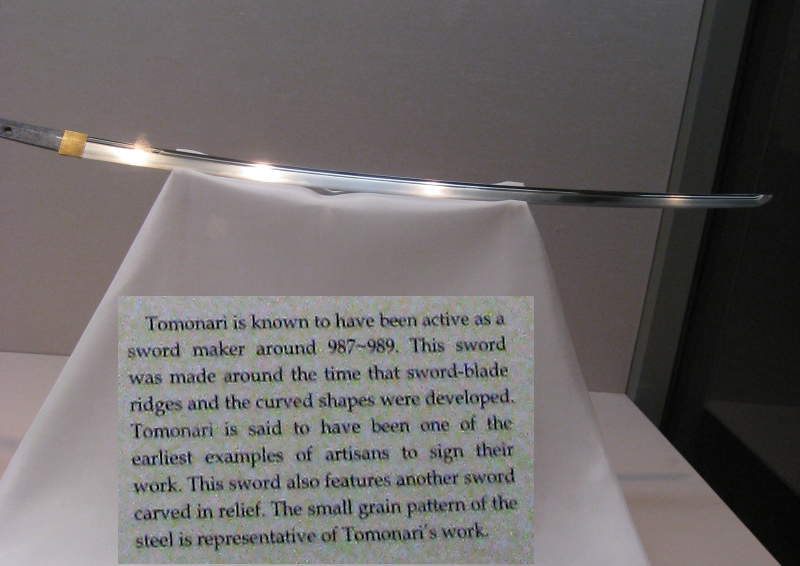 Tomonari is known to have been active as a
sword maker around 987~989. This sword
was made around the time that sword-blade
ridges and the curved shapes were developed.
Tomonari is said to have been one of the
earliest examples of artisans to sign their
work. This sword also features another sword
carved in relief. The small grain pattern of the
steel is representative of Tomonari's work.